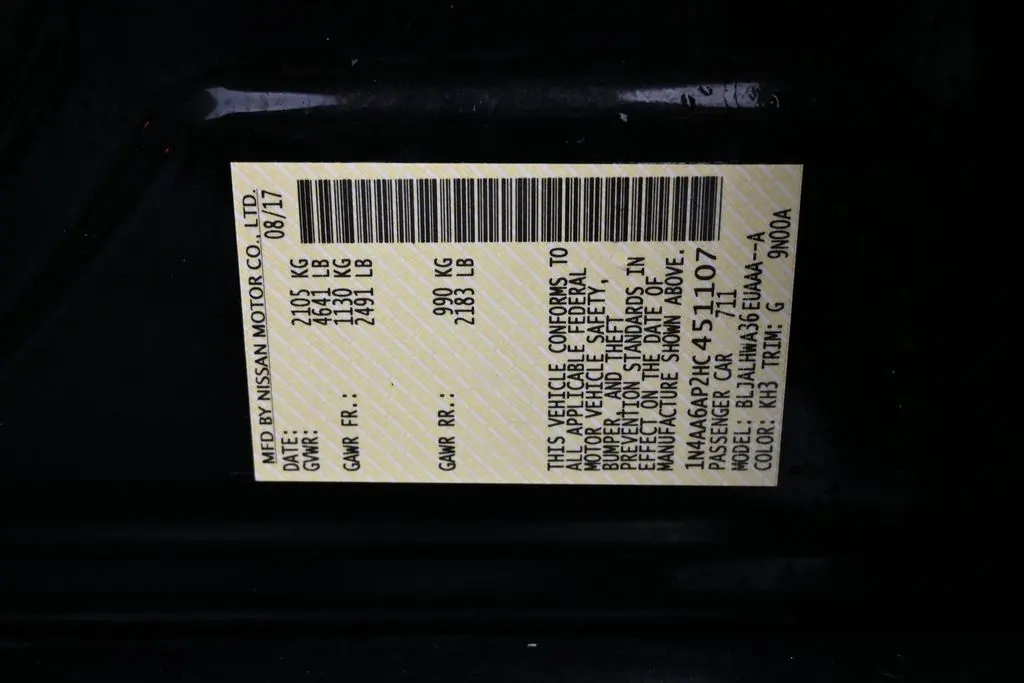 MFD BY NISSAN MOTOR CO., LTD.
DATE: 08/17
GVWR: 2105 KG
4641 LB
GAWR FR.: 1130 KG
2491 LB
GAWR RR.: 990 KG
2183 LB
THIS VEHICLE CONFORMS TO
ALL APPLICABLE FEDERAL
MOTOR VEHICLE SAFETY,
BUMPER, AND THEFT
PREVENTION STANDARDS IN
EFFECT ON THE DATE OF
MANUFACTURE SHOWN ABOVE.
1N4AA6AP2HC451107
PASSENGER CAR 711
MODEL: BLJALHWA36EUAAA--A
COLOR: KH3 TRIM: G 9N00A